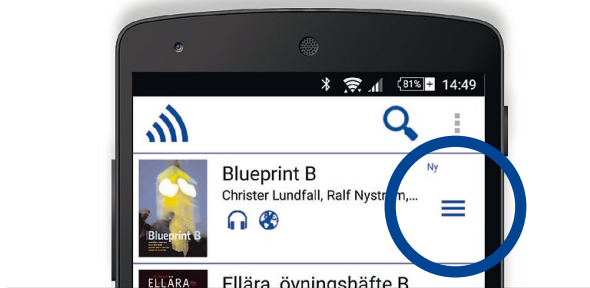 81%
14:49
Ny
Blueprint B
Christer Lundfall, Ralf Nyström,...
Blueprint B
ELLÄRA
Ellära, övningshäfte B